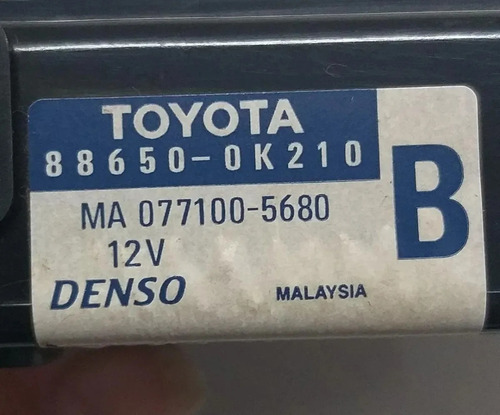 TOYOTA
88650-0K210
B
MA 077100-5680
12V
DENSO
MALAYSIA